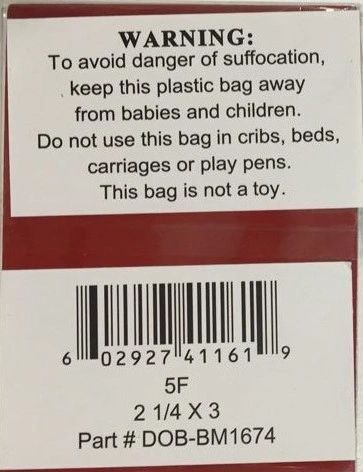 WARNING:
To avoid danger of suffocation,
keep this plastic bag away
from babies and children.
Do not use this bag in cribs, beds,
carriages or play pens.
This bag is not a toy.
6 02927 41161 9
5F
2 1/4 X 3
Part # DOB-BM1674